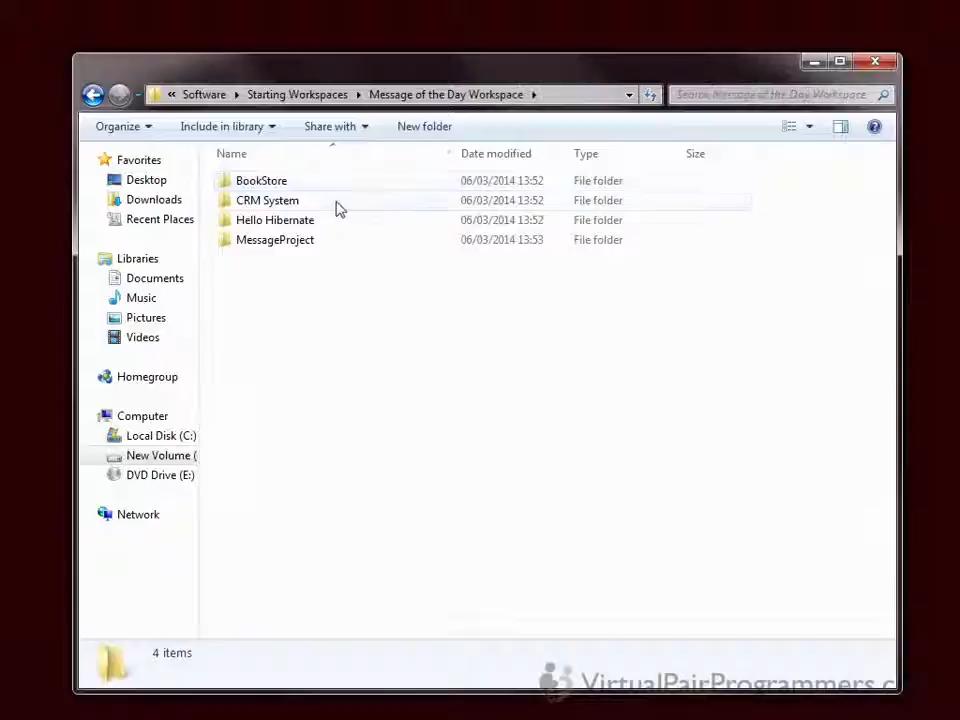 « Software ▸ Starting Workspaces ▸ Message of the Day Workspace ▸
Search Message of the Day Workspace
Organize Include in library Share with New folder
Name Date modified Type Size
BookStore 06/03/2014 13:52 File folder
CRM System 06/03/2014 13:52 File folder
Hello Hibernate 06/03/2014 13:52 File folder
MessageProject 06/03/2014 13:53 File folder
Favorites
Desktop
Downloads
Recent Places
Libraries
Documents
Music
Pictures
Videos
Homegroup
Computer
Local Disk (C:)
New Volume (
DVD Drive (E:)
Network
4 items
VirtualPairProgrammers.c